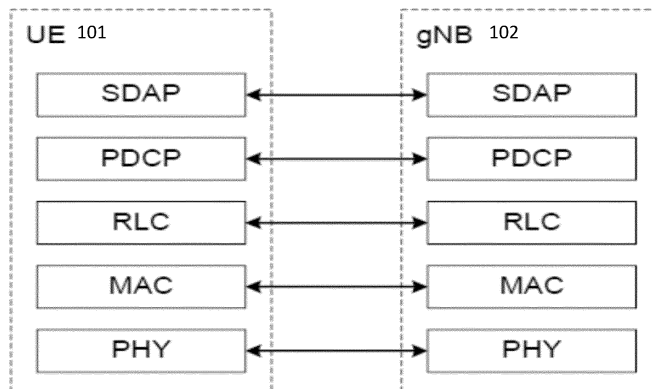 UE 101 gNB 102
SDAP SDAP
PDCP PDCP
RLC RLC
MAC MAC
PHY PHY